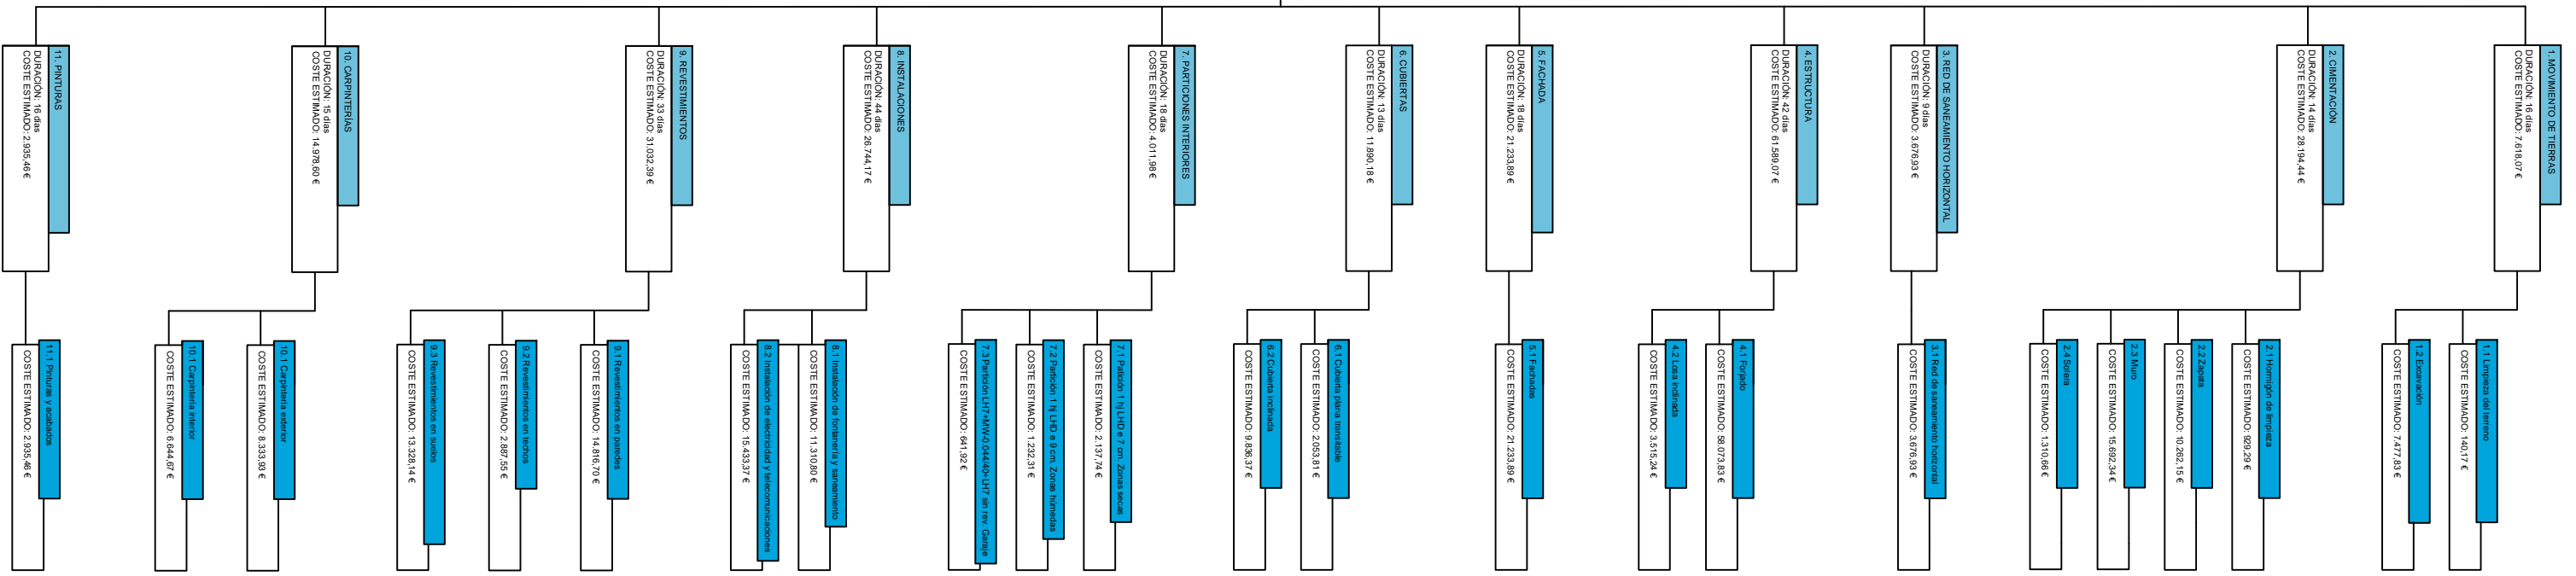 1. MOVIMIENTO DE TIERRAS
DURACIÓN: 16 días
COSTE ESTIMADO: 7.618,07 €
1.1 Limpieza del terreno
COSTE ESTIMADO: 140,17 €
1.2 Excavación
COSTE ESTIMADO: 7.477,83 €
2. CIMENTACIÓN
DURACIÓN: 14 días
COSTE ESTIMADO: 28.194,44 €
2.1 Hormigón de limpieza
COSTE ESTIMADO: 929,29 €
2.2 Zapata
COSTE ESTIMADO: 10.262,15 €
2.3 Muro
COSTE ESTIMADO: 15.692,34 €
2.4 Solera
COSTE ESTIMADO: 1.310,66 €
3. RED DE SANEAMIENTO HORIZONTAL
DURACIÓN: 9 días
COSTE ESTIMADO: 3.676,93 €
3.1 Red de saneamiento horizontal
COSTE ESTIMADO: 3.676,93 €
4. ESTRUCTURA
DURACIÓN: 42 días
COSTE ESTIMADO: 61.589,07 €
4.1 Forjado
COSTE ESTIMADO: 58.073,83 €
4.2 Losa inclinada
COSTE ESTIMADO: 3.515,24 €
5. FACHADA
DURACIÓN: 18 días
COSTE ESTIMADO: 21.233,89 €
5.1 Fachadas
COSTE ESTIMADO: 21.233,89 €
6. CUBIERTAS
DURACIÓN: 13 días
COSTE ESTIMADO: 11.890,18 €
6.1 Cubierta plana transitable
COSTE ESTIMADO: 2.053,81 €
6.2 Cubierta inclinada
COSTE ESTIMADO: 9.836,37 €
7. PARTICIONES INTERIORES
DURACIÓN: 18 días
COSTE ESTIMADO: 4.011,98 €
7.1 Patición 1 hj LHD e 7 cm. Zonas secas
COSTE ESTIMADO: 2.137,74 €
7.2 Partición 1 hj LHD e 9 cm. Zonas húmedas
COSTE ESTIMADO: 1.232,31 €
7.3 Partición LH7+MW-0.044/40+LH7 sin rev. Garaje
COSTE ESTIMADO: 641,92 €
8. INSTALACIONES
DURACIÓN: 44 días
COSTE ESTIMADO: 26.744,17 €
8.1 Instalación de fontanería y saneamiento
COSTE ESTIMADO: 11.310,80 €
8.2 Instalación de electricidad y telecomunicaciones
COSTE ESTIMADO: 15.433,37 €
9. REVESTIMIENTOS
DURACIÓN: 33 días
COSTE ESTIMADO: 31.032,39 €
9.1 Revestimientos en paredes
COSTE ESTIMADO: 14.816,70 €
9.2 Revestimientos en techos
COSTE ESTIMADO: 2.887,55 €
9.3 Revestimientos en suelos
COSTE ESTIMADO: 13.328,14 €
10. CARPINTERÍAS
DURACIÓN: 15 días
COSTE ESTIMADO: 14.978,60 €
10.1 Carpintería exterior
COSTE ESTIMADO: 8.333,93 €
10.1 Carpintería interior
COSTE ESTIMADO: 6.644,67 €
11. PINTURAS
DURACIÓN: 16 días
COSTE ESTIMADO: 2.935,46 €
11.1 Pinturas y acabados
COSTE ESTIMADO: 2.935,46 €